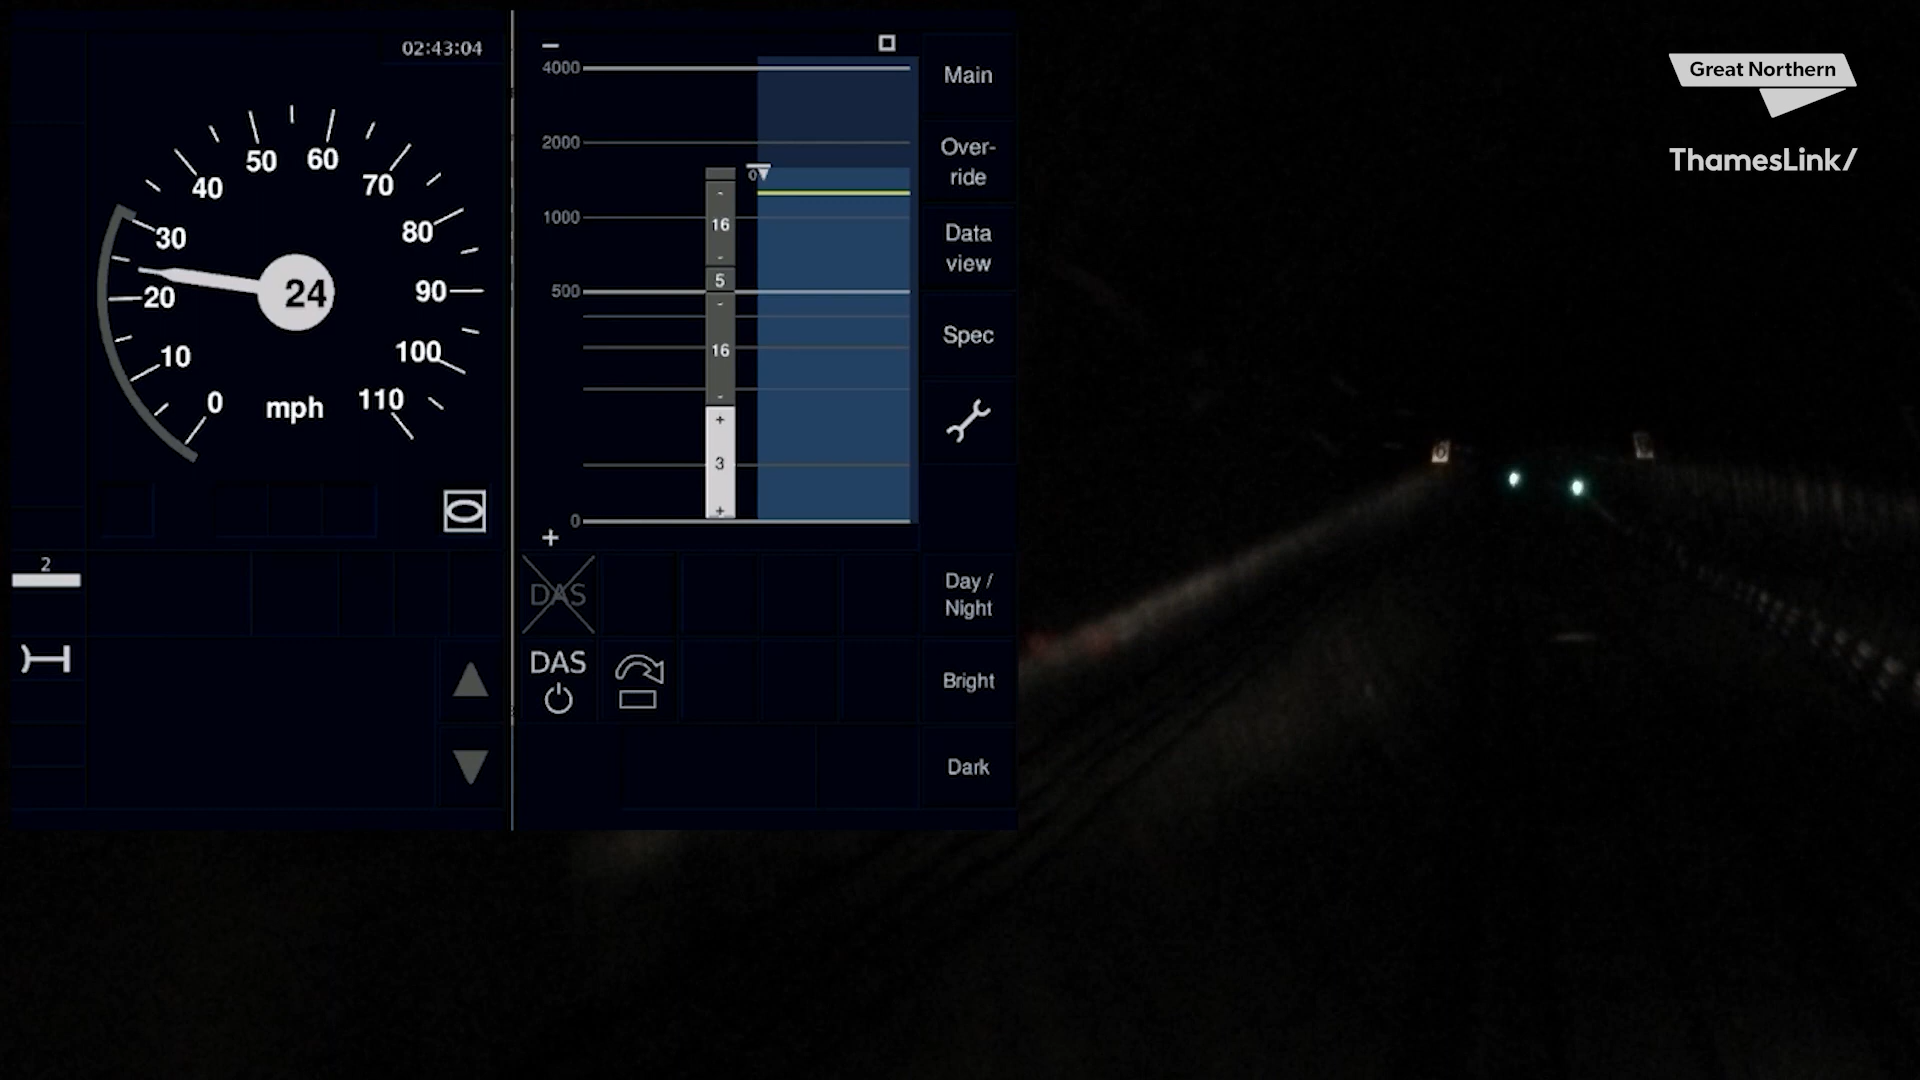 02:43:04
50
60
40
70
30
80
24
20
90
10
100
0
mph
110
2
4000
2000
0
1000
16
5
500
16
3
0
DAS
DAS
Main
Over-
ride
Data
view
Spec
Day /
Night
Bright
Dark
Great Northern
ThamesLink/